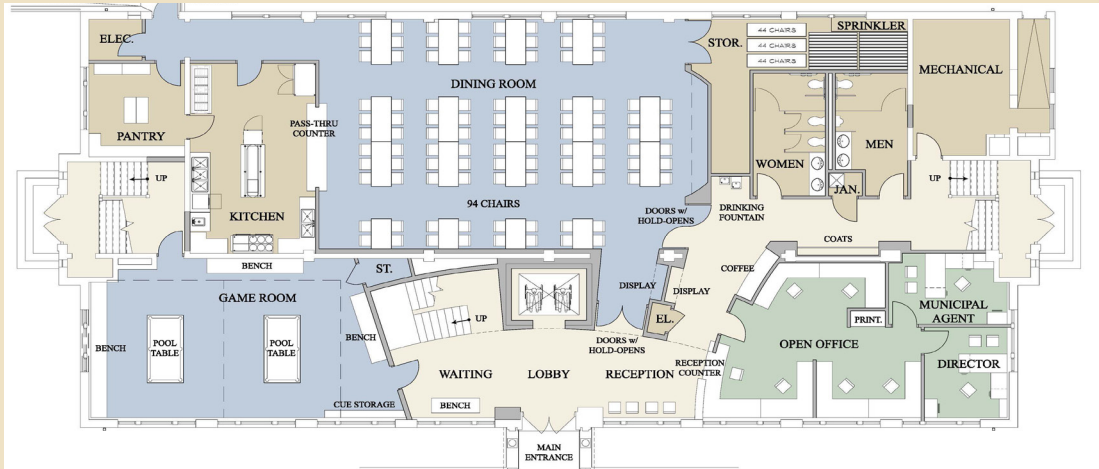 ELEC.
STOR.
44 CHAIRS
44 CHAIRS
44 CHAIRS
SPRINKLER
MECHANICAL
DINING ROOM
PANTRY
PASS-THRU
COUNTER
WOMEN
MEN
UP
JAN.
UP
KITCHEN
94 CHAIRS
DOORS w/
HOLD-OPENS
DRINKING
FOUNTAIN
COATS
BENCH
ST.
COFFEE
GAME ROOM
DISPLAY
DISPLAY
MUNICIPAL
AGENT
UP
EL.
PRINT.
BENCH
POOL
TABLE
POOL
TABLE
BENCH
DOORS w/
HOLD-OPENS
OPEN OFFICE
WAITING
LOBBY
RECEPTION
RECEPTION
COUNTER
DIRECTOR
CUE STORAGE
BENCH
MAIN
ENTRANCE